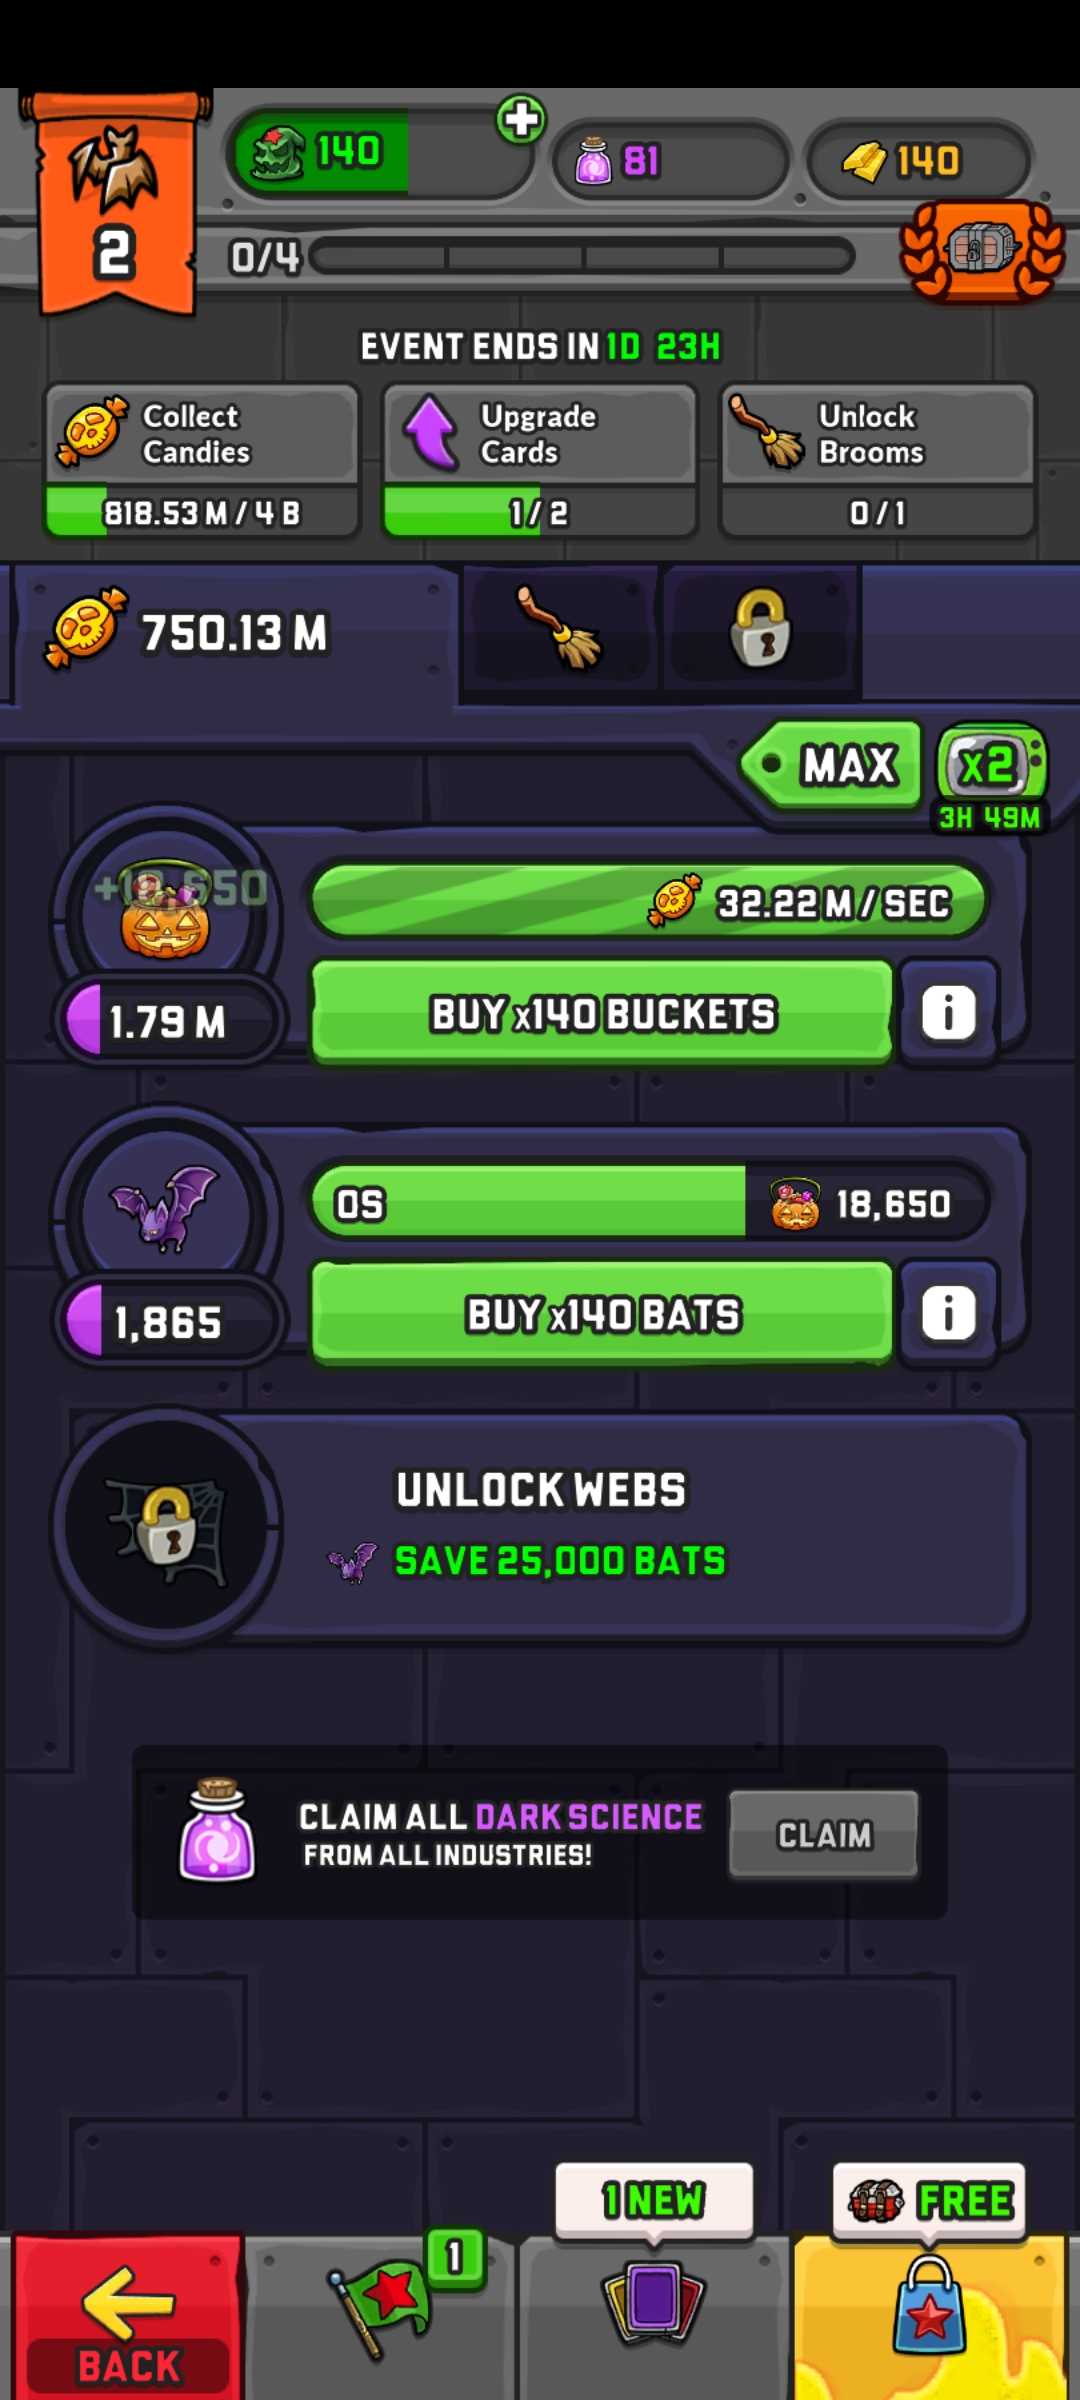 140
81
140
2
0/4
EVENT ENDS IN 1D 23H
Collect
Candies
Upgrade
Cards
Unlock
Brooms
818.53 M / 4 B
1 / 2
0 / 1
750.13 M
MAX
x2
3H 49M
32.22 M / SEC
1.79 M
BUY x140 BUCKETS
i
0S
18,650
1,865
BUY x140 BATS
i
UNLOCK WEBS
SAVE 25,000 BATS
CLAIM ALL DARK SCIENCE
FROM ALL INDUSTRIES!
CLAIM
1 NEW
FREE
1
BACK